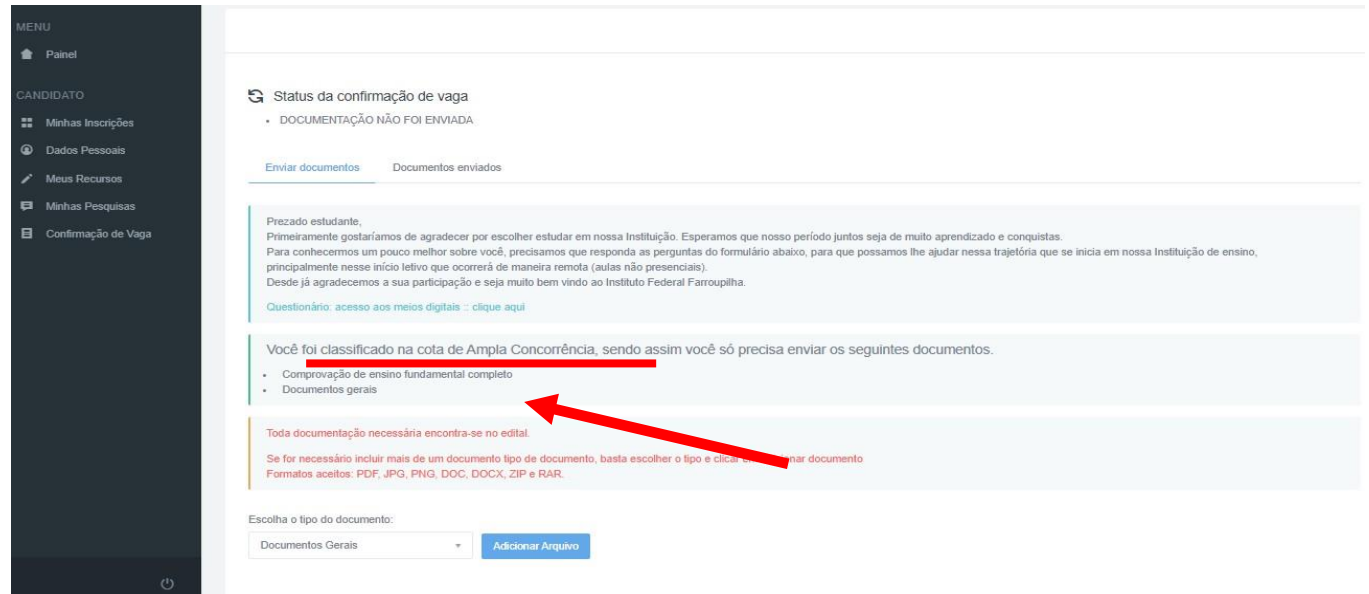 MENU
Painel
CANDIDATO
Minhas Inscrições
Dados Pessoais
Meus Recursos
Minhas Pesquisas
Confirmação de Vaga
Status da confirmação de vaga
• DOCUMENTAÇÃO NÃO FOI ENVIADA
Enviar documentos Documentos enviados
Prezado estudante,
Primeiramente gostaríamos de agradecer por escolher estudar em nossa Instituição. Esperamos que nosso período juntos seja de muito aprendizado e conquistas.
Para conhecermos um pouco melhor sobre você, precisamos que responda as perguntas do formulário abaixo, para que possamos lhe ajudar nessa trajetória que se inicia em nossa Instituição de ensino,
principalmente nesse início letivo que ocorrerá de maneira remota (aulas não presenciais).
Desde já agradecemos a sua participação e seja muito bem vindo ao Instituto Federal Farroupilha.
Questionário: acesso aos meios digitais :: clique aqui
Você foi classificado na cota de Ampla Concorrência, sendo assim você só precisa enviar os seguintes documentos.
• Comprovação de ensino fundamental completo
• Documentos gerais
Toda documentação necessária encontra-se no edital.
Se for necessário incluir mais de um documento tipo de documento, basta escolher o tipo e clicar documento
Formatos aceitos: PDF, JPG, PNG, DOC, DOCX, ZIP e RAR.
Escolha o tipo do documento:
Documentos Gerais Adicionar Arquivo